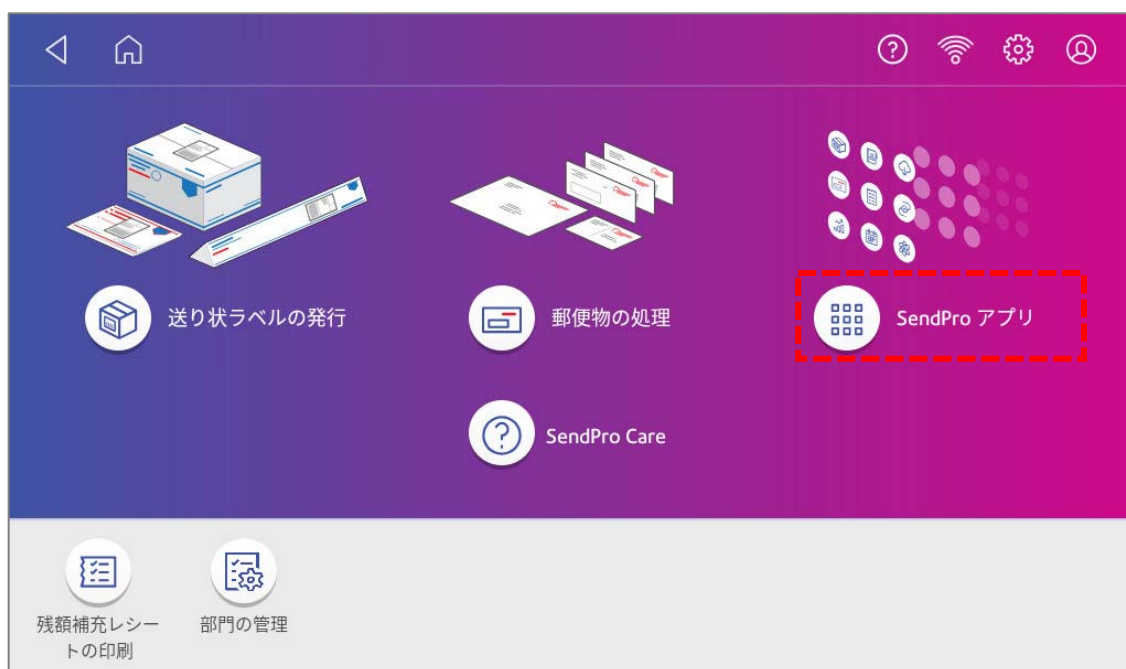 送り状ラベルの発行
郵便物の処理
SendPro アプリ
SendPro Care
残額補充レシー
トの印刷
部門の管理